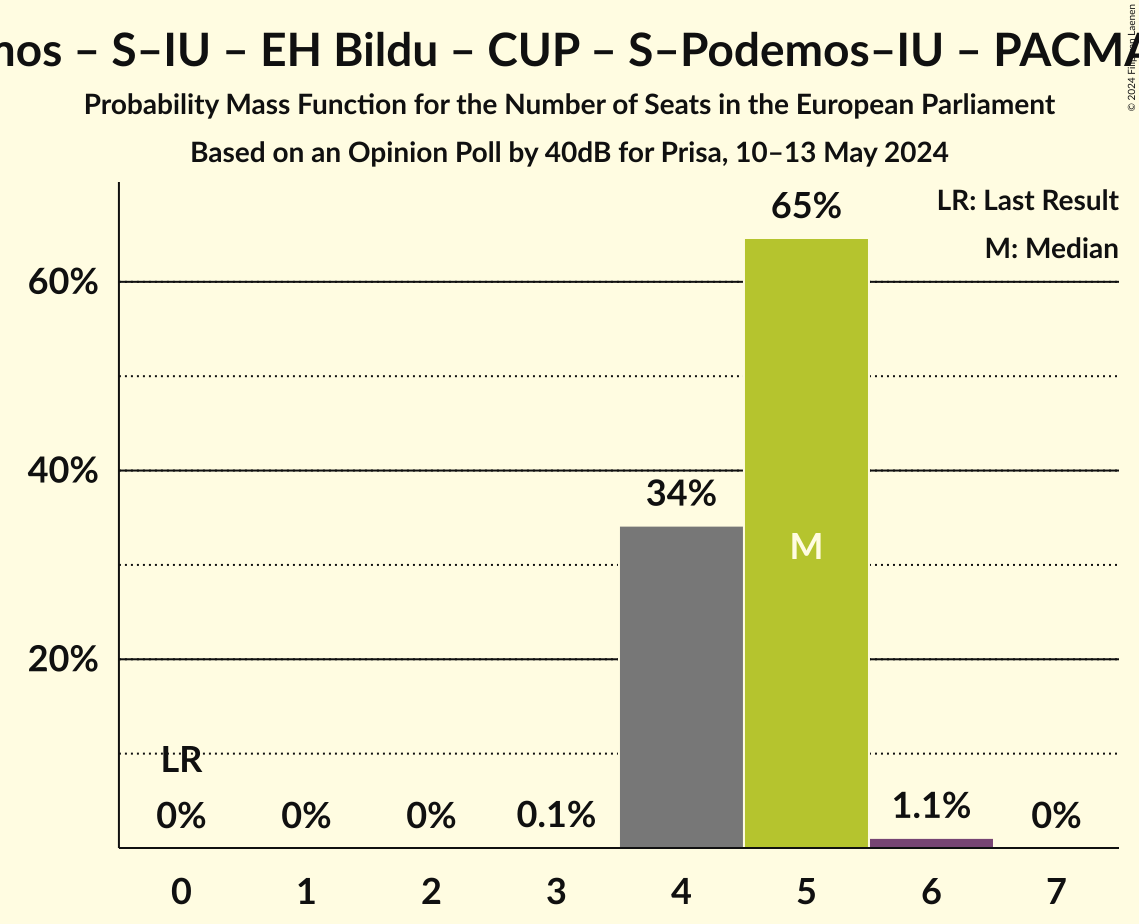 – S–IU – EH Bildu – CUP – S–Podemos–IU –
Probability Mass Function for the Number of Seats in the European Parliament
Based on an Opinion Poll by 40dB for Prisa, 10–13 May 2024
© 2024 Filip van Laenen
LR: Last Result
M: Median
65%
60%
40%
34%
M
20%
LR
0% 0% 0% 0.1% 1.1% 0%
0 1 2 3 4 5 6 7